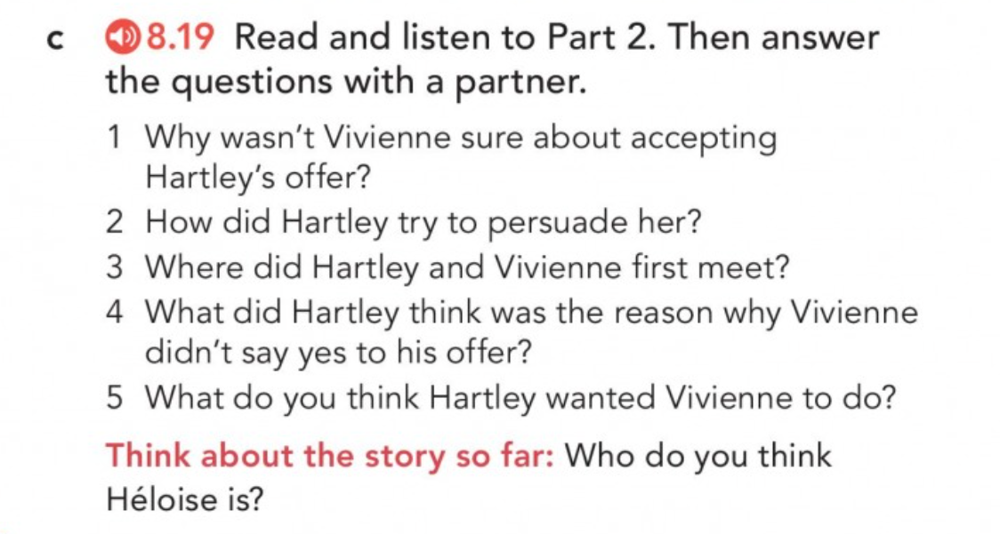 c 8.19 Read and listen to Part 2. Then answer
the questions with a partner.
1 Why wasn't Vivienne sure about accepting
Hartley's offer?
2 How did Hartley try to persuade her?
3 Where did Hartley and Vivienne first meet?
4 What did Hartley think was the reason why Vivienne
didn't say yes to his offer?
5 What do you think Hartley wanted Vivienne to do?
Think about the story so far: Who do you think
Héloise is?